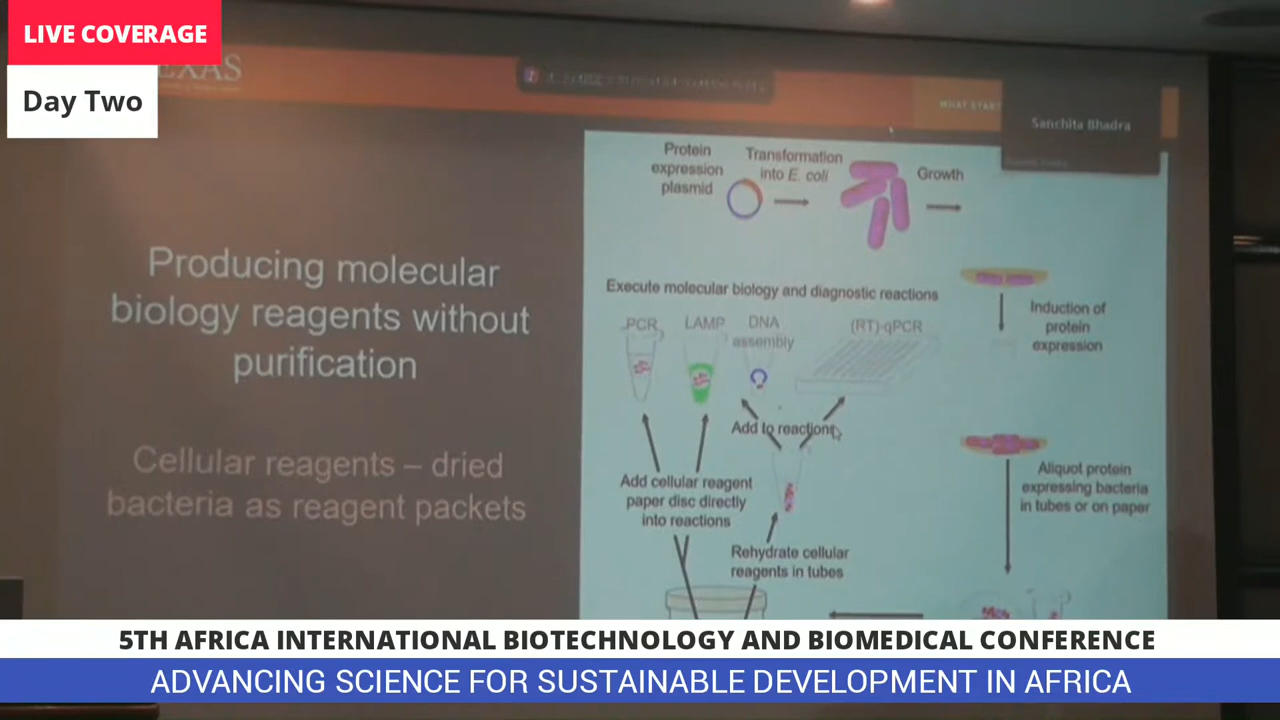 LIVE COVERAGE
Day Two
EXAS
WHAT START
Sanchita Bhadra
Producing molecular
biology reagents without
purification
Cellular reagents – dried
bacteria as reagent packets
Protein
expression
plasmid
Transformation
into E. coli
Growth
Execute molecular biology and diagnostic reactions
PCR
LAMP
DNA
assembly
(RT)-qPCR
Induction of
protein
expression
Add to reactions
Aliquot protein
expressing bacteria
in tubes or on paper
Add cellular reagent
paper disc directly
into reactions
Rehydrate cellular
reagents in tubes
5TH AFRICA INTERNATIONAL BIOTECHNOLOGY AND BIOMEDICAL CONFERENCE
ADVANCING SCIENCE FOR SUSTAINABLE DEVELOPMENT IN AFRICA